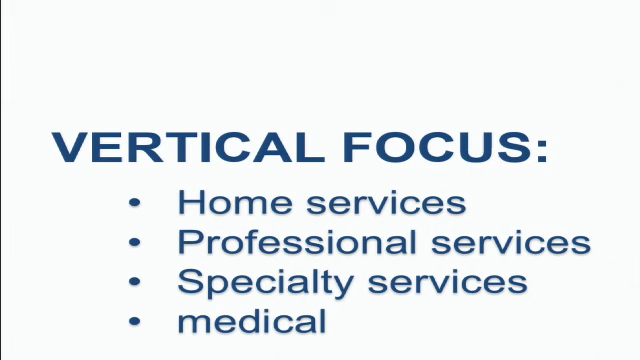 VERTICAL FOCUS:
• Home services
• Professional services
• Specialty services
• medical